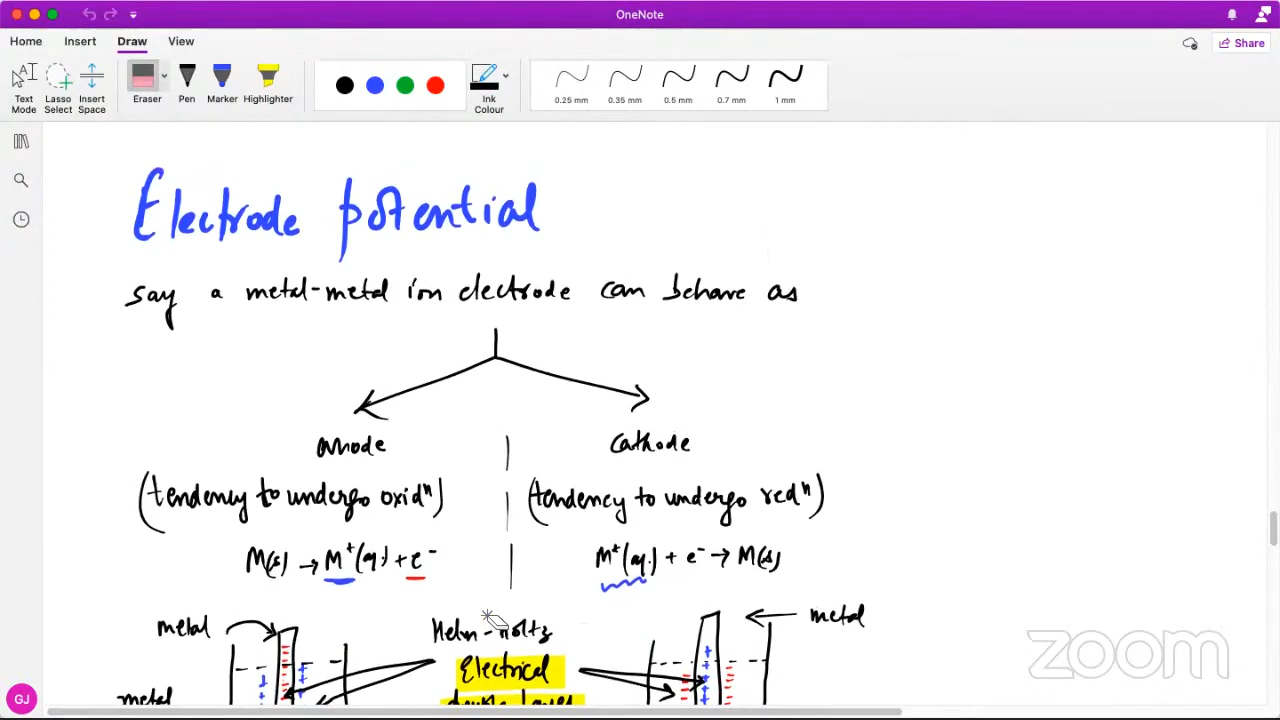 OneNote
Home Insert Draw View
Share
Text Mode
Lasso Select
Insert Space
Eraser
Pen
Marker
Highlighter
Ink Colour
0.25 mm 0.35 mm 0.5 mm 0.7 mm 1 mm
Electrode potential
say a metal-metal ion electrode can behave as
anode cathode
(tendency to undergo oxidⁿ) (tendency to undergo redⁿ)
M(s) → M⁺(aq.) + e⁻ M⁺(aq.) + e⁻ → M(s)
metal Helm-holtz metal
Electrical
metal double layers
zoom
GJ